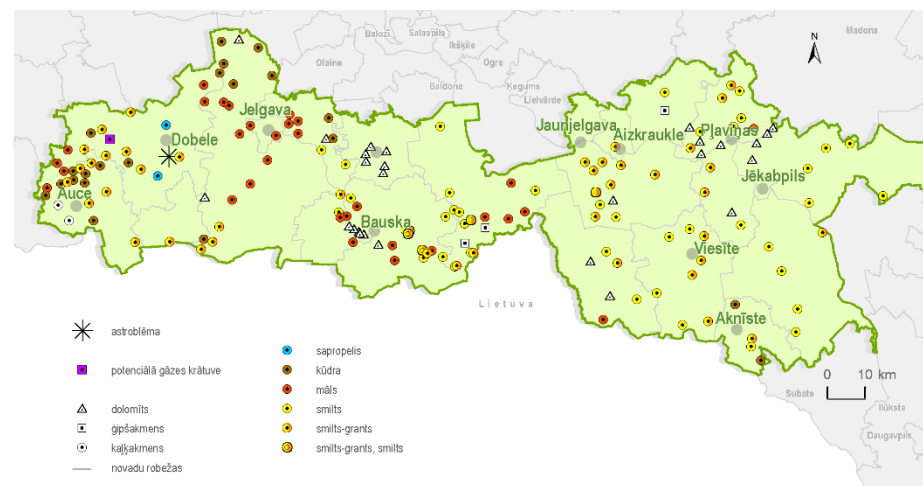 Balozi Salaspils
Madona
N
Olaine
Ikšķile
Ogre
Baldone
Ķegums
Lielvārde
Jelgava
Dobele
Jaunjelgava
Aizkraukle
Pļaviņas
Jēkabpils
Auce
Bauska
Viesīte
Lietuva
Aknīste
0 10 km
Subate
Ilūkste
Daugavpils
astroblēma
potenciālā gāzes krātuve
dolomīts
ģipšakmens
kaļķakmens
novadu robežas
sapropelis
kūdra
māls
smilts
smilts-grants
smilts-grants, smilts